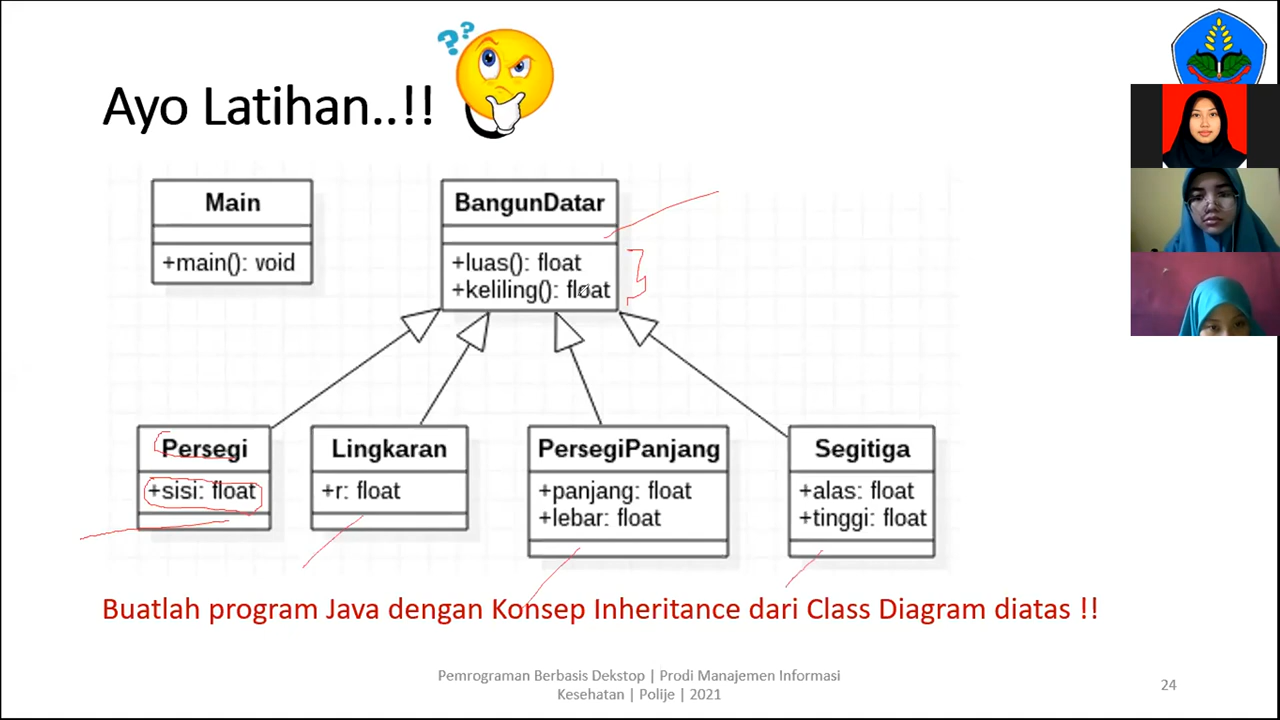 ??
Ayo Latihan..!!
Main
+main(): void
BangunDatar
+luas(): float
+keliling(): float
Persegi
+sisi: float
Lingkaran
+r: float
PersegiPanjang
+panjang: float
+lebar: float
Segitiga
+alas: float
+tinggi: float
Buatlah program Java dengan Konsep Inheritance dari Class Diagram diatas !!
Pemrograman Berbasis Dekstop | Prodi Manajemen Informasi
Kesehatan | Polije | 2021
24